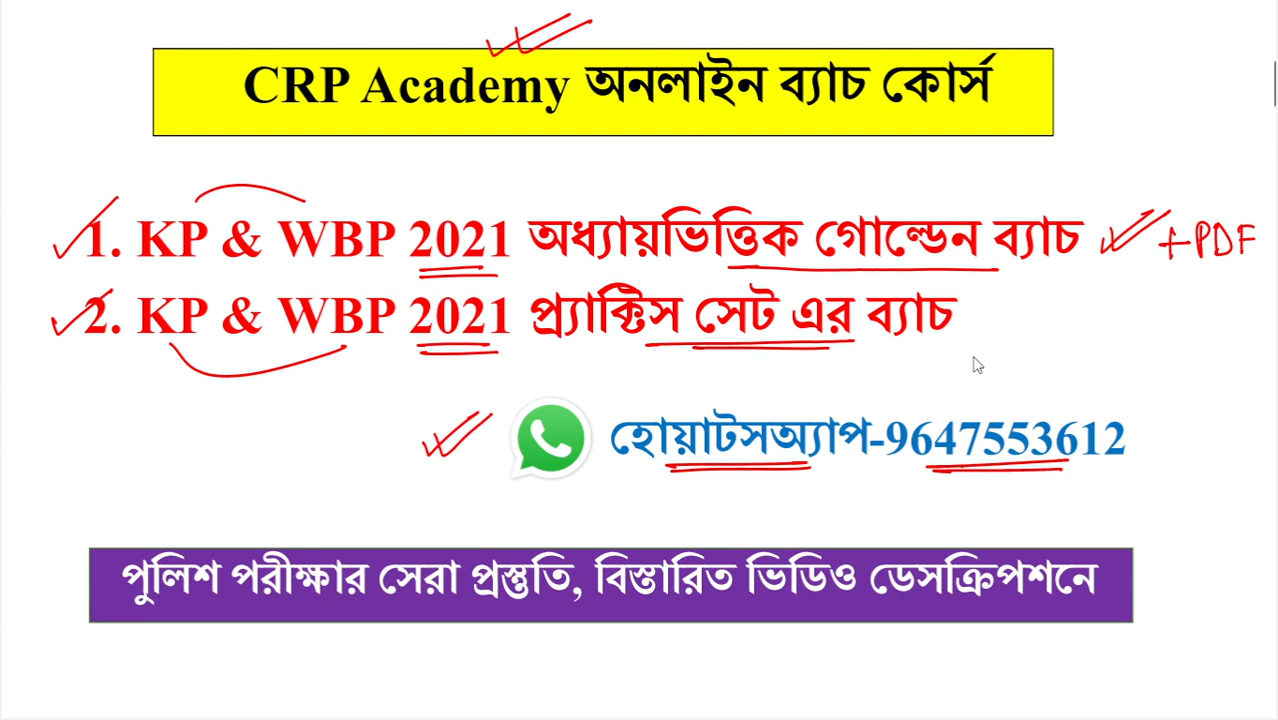 CRP Academy অনলাইন ব্যাচ কোর্স
1. KP & WBP 2021 অধ্যায়ভিত্তিক গোল্ডেন ব্যাচ +PDF
2. KP & WBP 2021 প্র্যাক্টিস সেট এর ব্যাচ
হোয়াটসঅ্যাপ-9647553612
পুলিশ পরীক্ষার সেরা প্রস্তুতি, বিস্তারিত ভিডিও ডেসক্রিপশনে